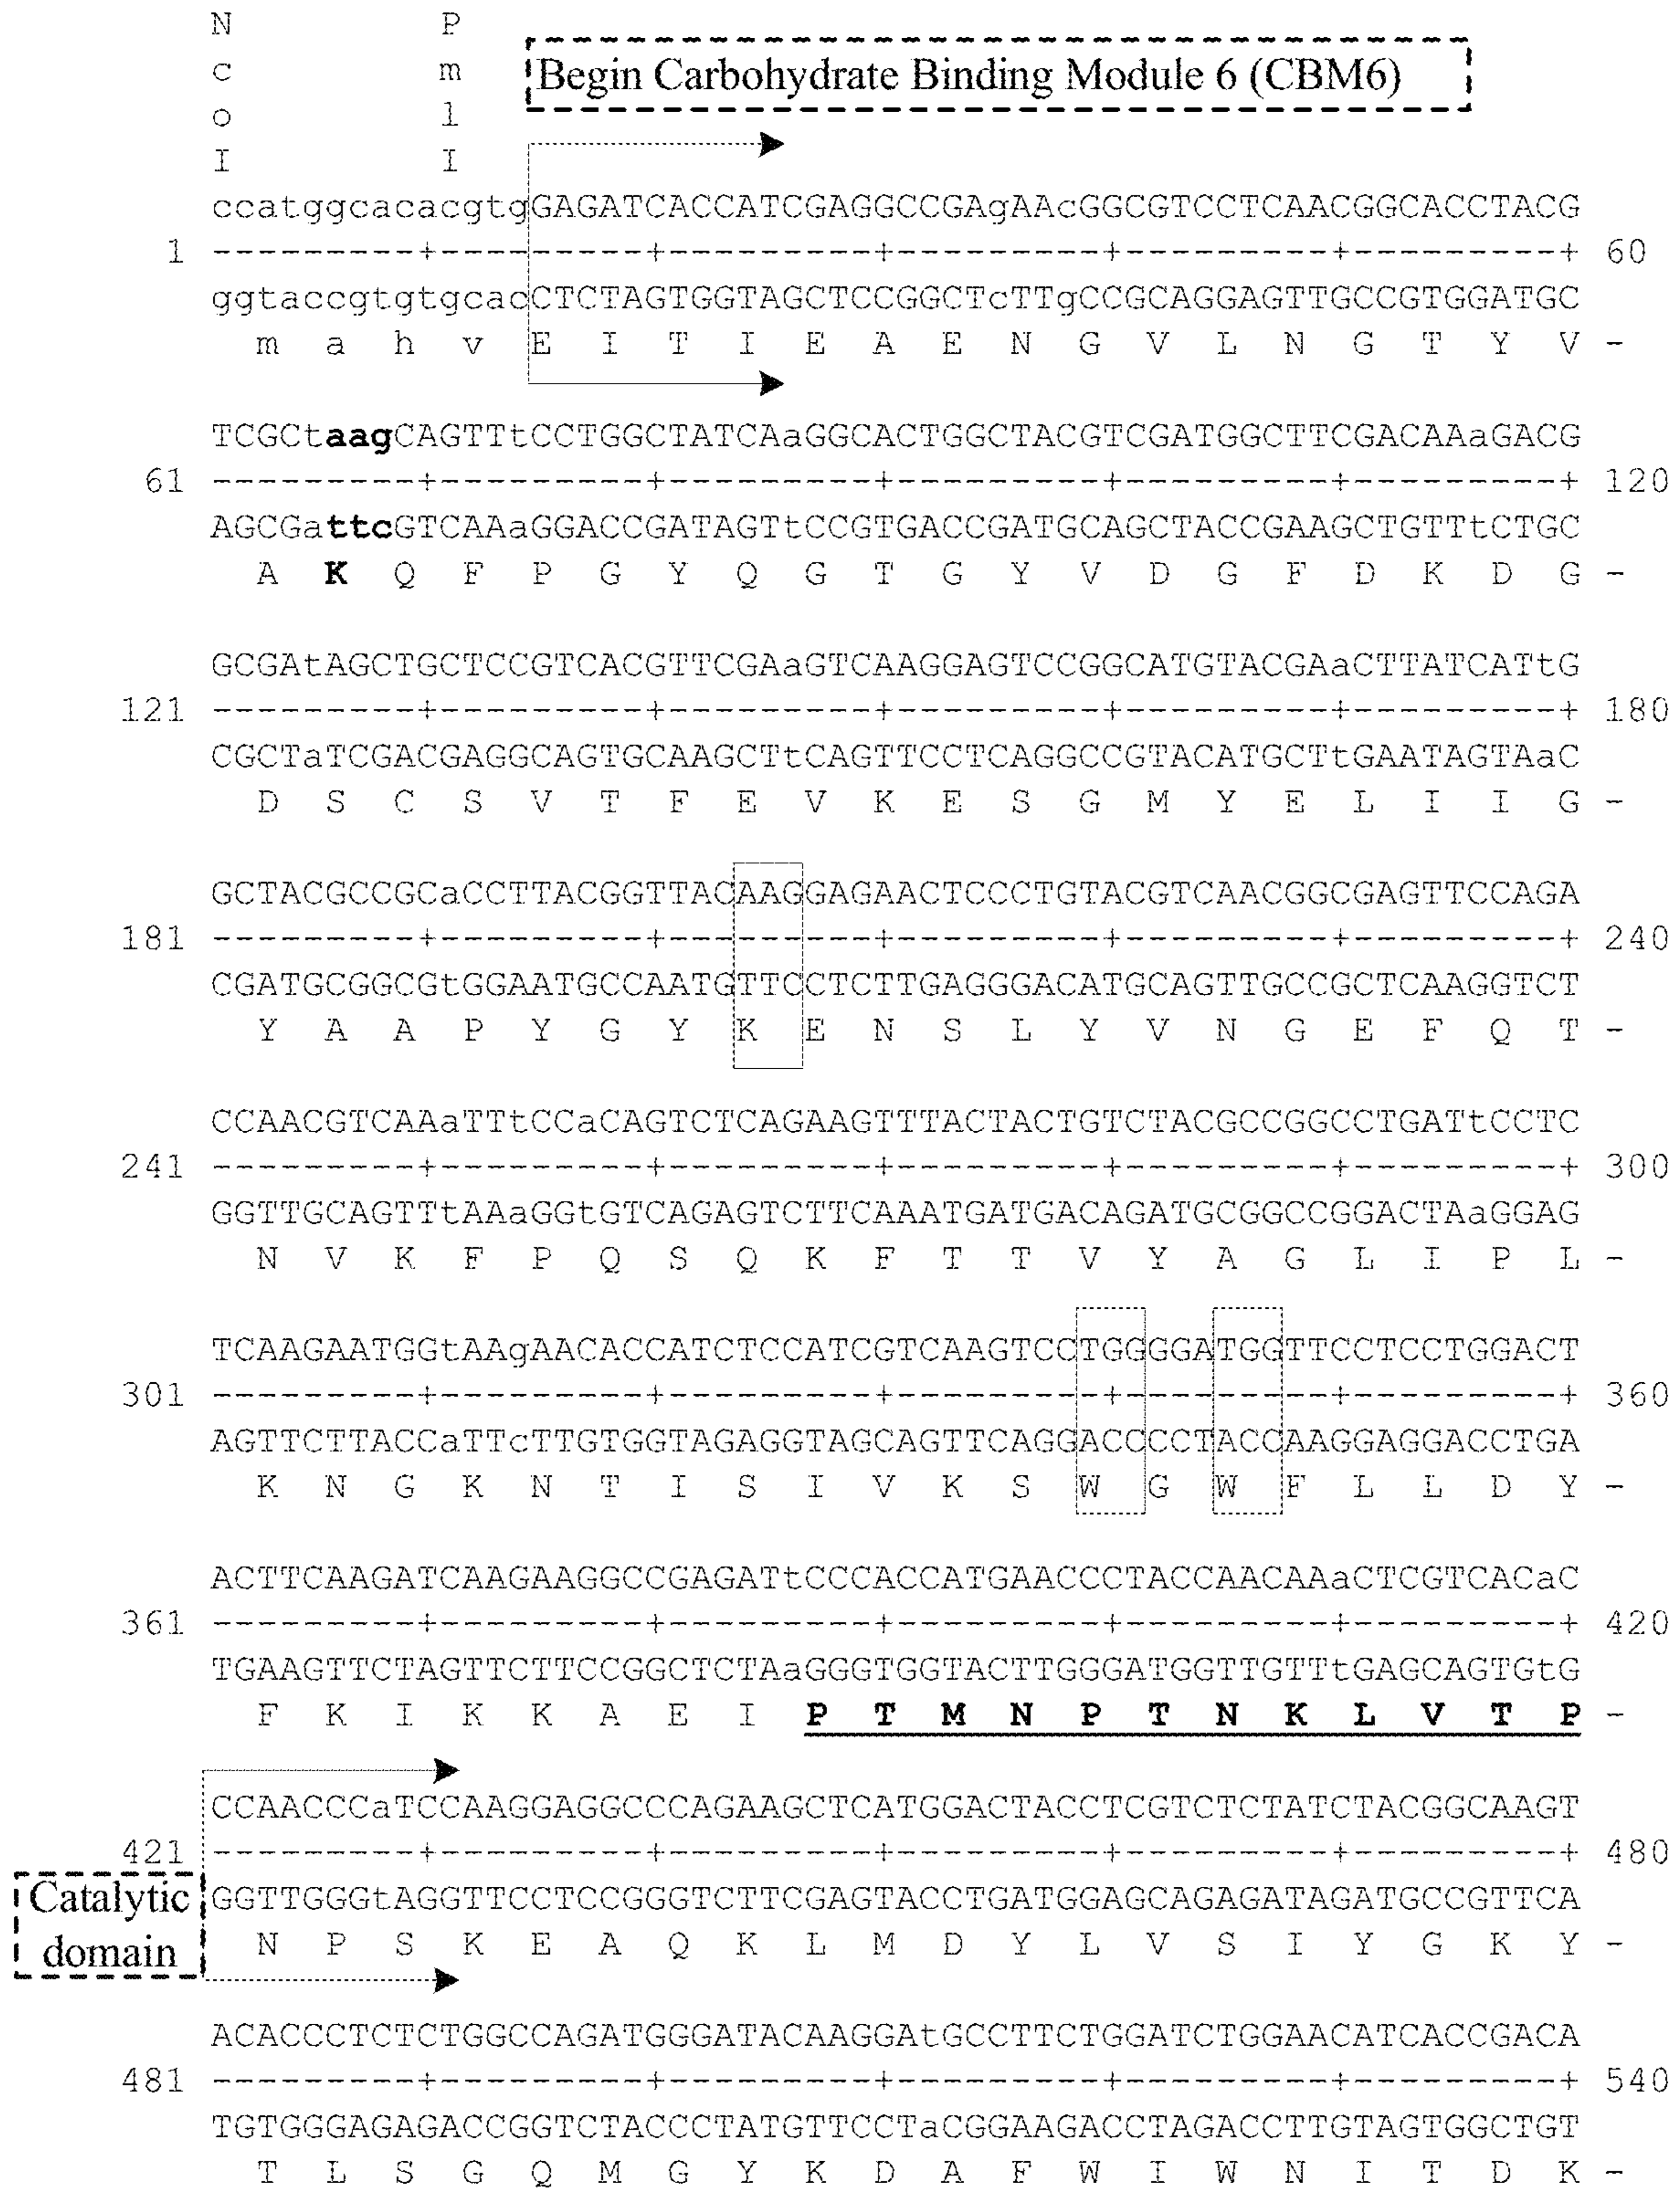 N P
c m
o l
I I
Begin Carbohydrate Binding Module 6 (CBM6)
ccatggcacacgtgGAGATCACCATCGAGGCCGAgAAcGGCGTCCTCAACGGCACCTACG
1 ---------+---------+---------+---------+---------+---------+ 60
ggtaccgtgtgcacCTCTAGTGGTAGCTCCGGCTcTTgCCGCAGGAGTTGCCGTGGATGC
m a h v E I T I E A E N G V L N G T Y V -
TCGCtaagCAGTTtCCTGGCTATCAaGGCACTGGCTACGTCGATGGCTTCGACAAaGACG
61 ---------+---------+---------+---------+---------+---------+ 120
AGCGattcGTCAAaGGACCGATAGTtCCGTGACCGATGCAGCTACCGAAGCTGTTtCTGC
A K Q F P G Y Q G T G Y V D G F D K D G -
GCGAtAGCTGCTCCGTCACGTTCGAaGTCAAGGAGTCCGGCATGTACGAaCTTATCATtG
121 ---------+---------+---------+---------+---------+---------+ 180
CGCTaTCGACGAGGCAGTGCAAGCTtCAGTTCCTCAGGCCGTACATGCTtGAATAGTAaC
D S C S V T F E V K E S G M Y E L I I G -
GCTACGCCGCaCCTTACGGTTACAAGGAGAACTCCCTGTACGTCAACGGCGAGTTCCAGA
181 ---------+---------+---------+---------+---------+---------+ 240
CGATGCGGCGtGGAATGCCAATGTTCCTCTTGAGGGACATGCAGTTGCCGCTCAAGGTCT
Y A A P Y G Y K E N S L Y V N G E F Q T -
CCAACGTCAAaTTtCCaCAGTCTCAGAAGTTTACTACTGTCTACGCCGGCCTGATtCCTC
241 ---------+---------+---------+---------+---------+---------+ 300
GGTTGCAGTTtAAaGGtGTCAGAGTCTTCAAATGATGACAGATGCGGCCGGACTAaGGAG
N V K F P Q S Q K F T T V Y A G L I P L -
TCAAGAATGGtAAgAACACCATCTCCATCGTCAAGTCCTGGGGATGGTTCCTCCTGGACT
301 ---------+---------+---------+---------+---------+---------+ 360
AGTTCTTACCaTTcTTGTGGTAGAGGTAGCAGTTCAGGACCCCTACCAAGGAGGACCTGA
K N G K N T I S I V K S W G W F L L D Y -
ACTTCAAGATCAAGAAGGCCGAGATtCCCACCATGAACCCTACCAACAAaCTCGTCACaC
361 ---------+---------+---------+---------+---------+---------+ 420
TGAAGTTCTAGTTCTTCCGGCTCTAaGGGTGGTACTTGGGATGGTTGTTtGAGCAGTGtG
F K I K K A E I P T M N P T N K L V T P -
CCAACCCaTCCAAGGAGGCCCAGAAGCTCATGGACTACCTCGTCTCTATCTACGGCAAGT
421 ---------+---------+---------+---------+---------+---------+ 480
Catalytic
domain
GGTTGGGtAGGTTCCTCCGGGTCTTCGAGTACCTGATGGAGCAGAGATAGATGCCGTTCA
N P S K E A Q K L M D Y L V S I Y G K Y -
ACACCCTCTCTGGCCAGATGGGATACAAGGAtGCCTTCTGGATCTGGAACATCACCGACA
481 ---------+---------+---------+---------+---------+---------+ 540
TGTGGGAGAGACCGGTCTACCCTATGTTCCTaCGGAAGACCTAGACCTTGTAGTGGCTGT
T L S G Q M G Y K D A F W I W N I T D K -